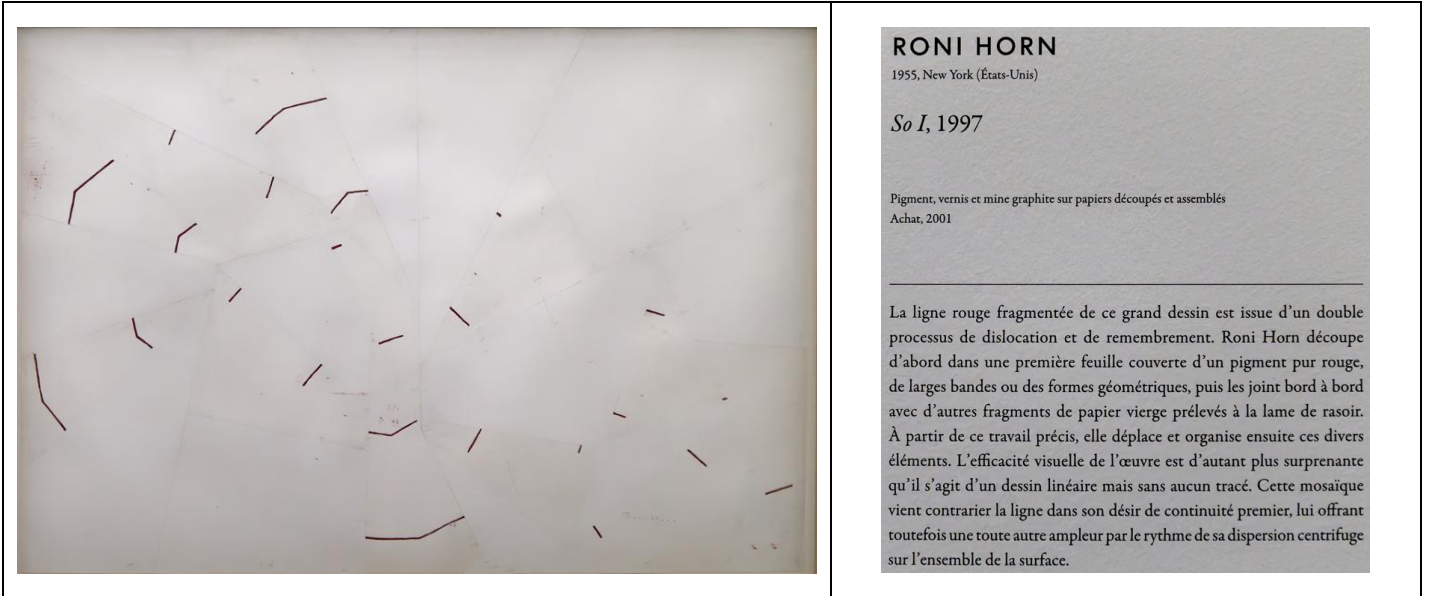 RONI HORN
1955, New York (États-Unis)
So I, 1997
Pigment, vernis et mine graphite sur papiers découpés et assemblés
Achat, 2001
La ligne rouge fragmentée de ce grand dessin est issue d’un double
processus de dislocation et de remembrement. Roni Horn découpe
d’abord dans une première feuille couverte d’un pigment pur rouge,
de larges bandes ou des formes géométriques, puis les joint bord à bord
avec d’autres fragments de papier vierge prélevés à la lame de rasoir.
À partir de ce travail précis, elle déplace et organise ensuite ces divers
éléments. L’efficacité visuelle de l’œuvre est d’autant plus surprenante
qu’il s’agit d’un dessin linéaire mais sans aucun tracé. Cette mosaïque
vient contrarier la ligne dans son désir de continuité premier, lui offrant
toutefois une toute autre ampleur par le rythme de sa dispersion centrifuge
sur l’ensemble de la surface.